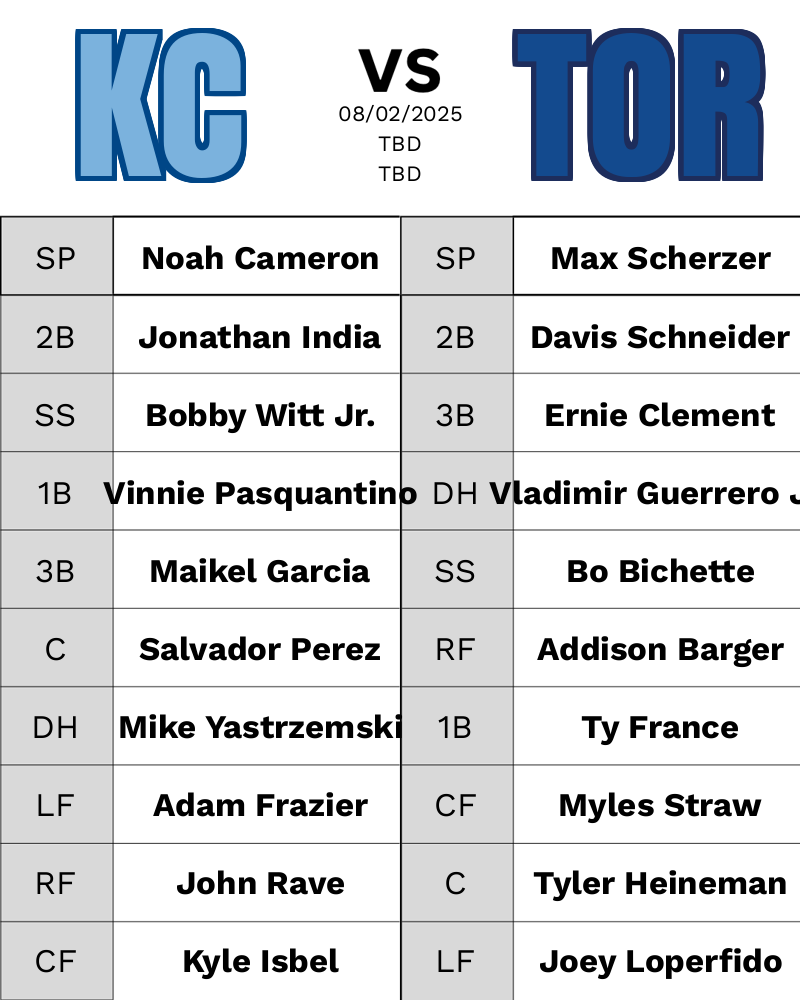 KC VS TOR
08/02/2025
TBD
TBD
SP Noah Cameron SP Max Scherzer
2B Jonathan India 2B Davis Schneider
SS Bobby Witt Jr. 3B Ernie Clement
1B Vinnie Pasquantino DH Vladimir Guerrero J
3B Maikel Garcia SS Bo Bichette
C Salvador Perez RF Addison Barger
DH Mike Yastrzemski 1B Ty France
LF Adam Frazier CF Myles Straw
RF John Rave C Tyler Heineman
CF Kyle Isbel LF Joey Loperfido